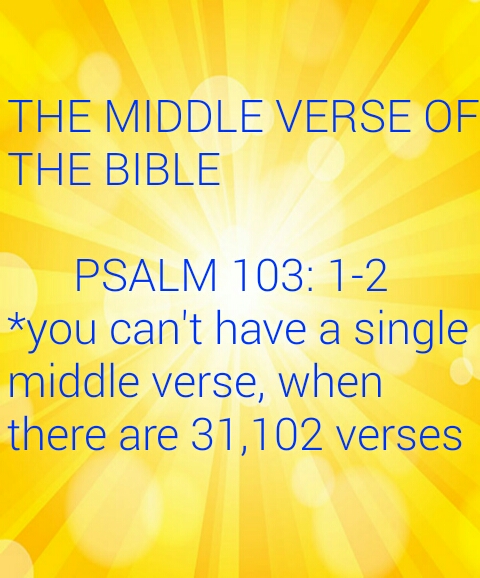 THE MIDDLE VERSE OF
THE BIBLE
PSALM 103: 1-2
*you can't have a single
middle verse, when
there are 31,102 verses